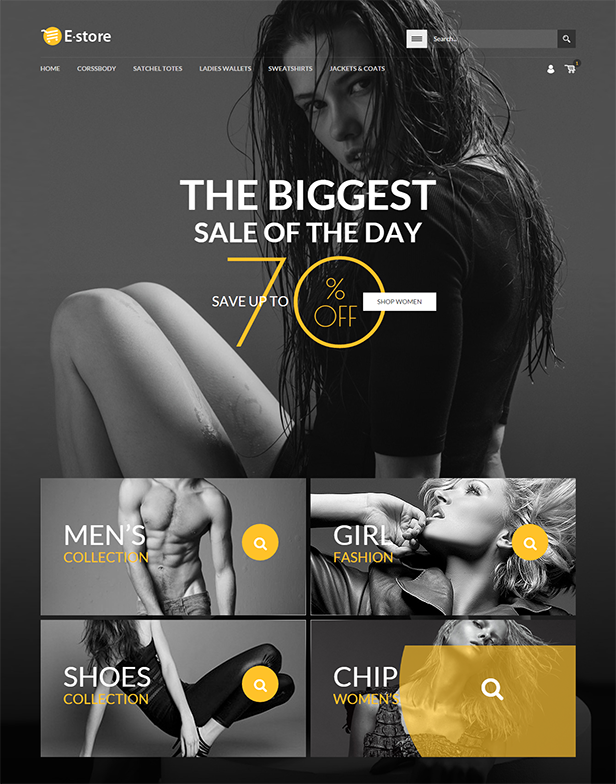 E-store
Search...
HOME CORSSBODY SATCHEL TOTES LADIES WALLETS SWEATSHIRTS JACKETS & COATS
1
THE BIGGEST
SALE OF THE DAY
SAVE UP TO 70 % OFF
SHOP WOMEN
MEN'S
COLLECTION
GIRL
FASHION
SHOES
COLLECTION
CHIP
WOMEN'S